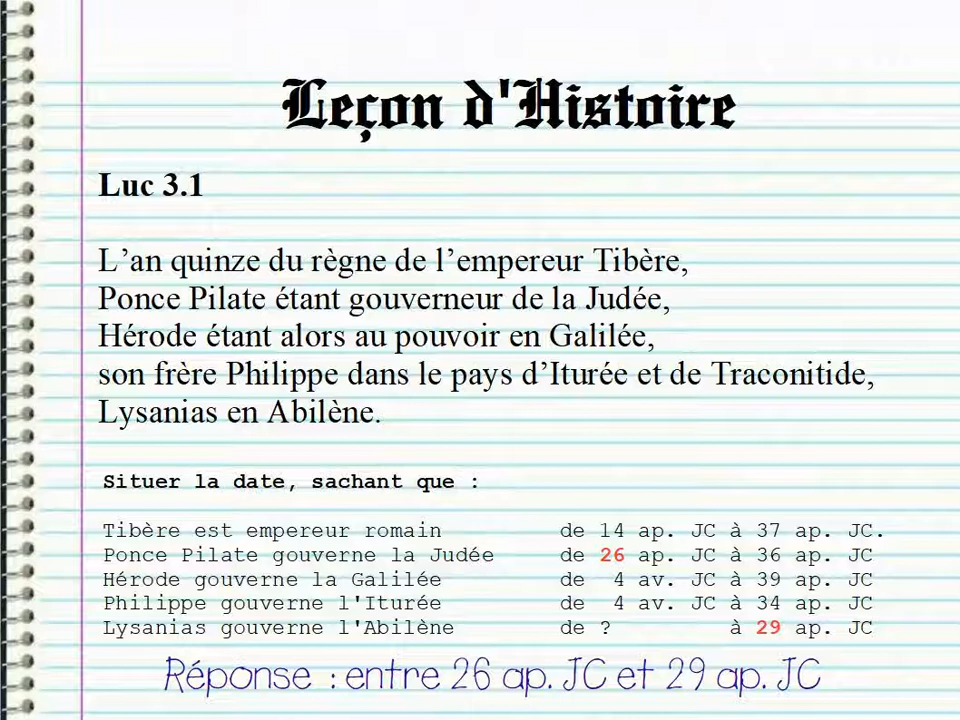 Leçon d'Histoire
Luc 3.1
L’an quinze du règne de l’empereur Tibère,
Ponce Pilate étant gouverneur de la Judée,
Hérode étant alors au pouvoir en Galilée,
son frère Philippe dans le pays d’Iturée et de Traconitide,
Lysanias en Abilène.
Situer la date, sachant que :
Tibère est empereur romain de 14 ap. JC à 37 ap. JC.
Ponce Pilate gouverne la Judée de 26 ap. JC à 36 ap. JC
Hérode gouverne la Galilée de 4 av. JC à 39 ap. JC
Philippe gouverne l'Iturée de 4 av. JC à 34 ap. JC
Lysanias gouverne l'Abilène de ? à 29 ap. JC
Réponse : entre 26 ap. JC et 29 ap. JC